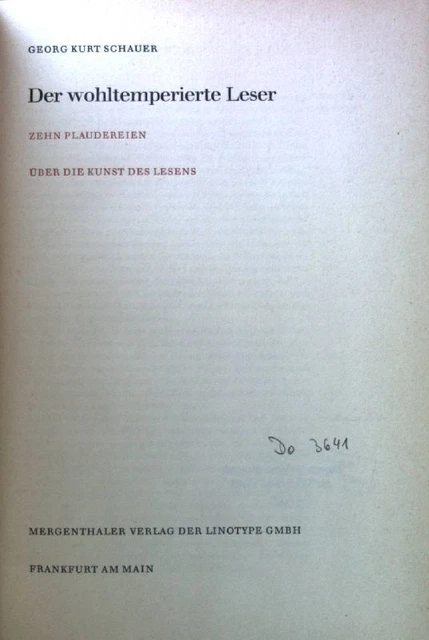 GEORG KURT SCHAUER
Der wohltemperierte Leser
ZEHN PLAUDEREIEN
ÜBER DIE KUNST DES LESENS
Do 3641
MERGENTHALER VERLAG DER LINOTYPE GMBH
FRANKFURT AM MAIN